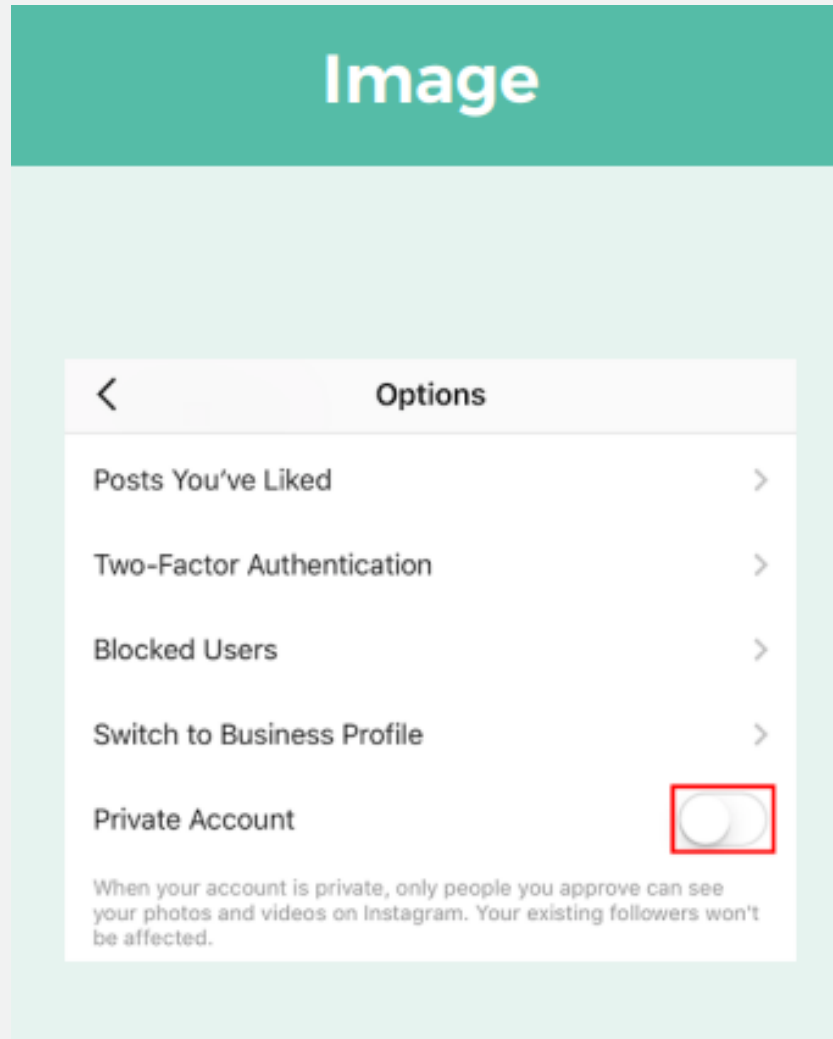 Image
Options
Posts You've Liked
Two-Factor Authentication
Blocked Users
Switch to Business Profile
Private Account
When your account is private, only people you approve can see
your photos and videos on Instagram. Your existing followers won't
be affected.